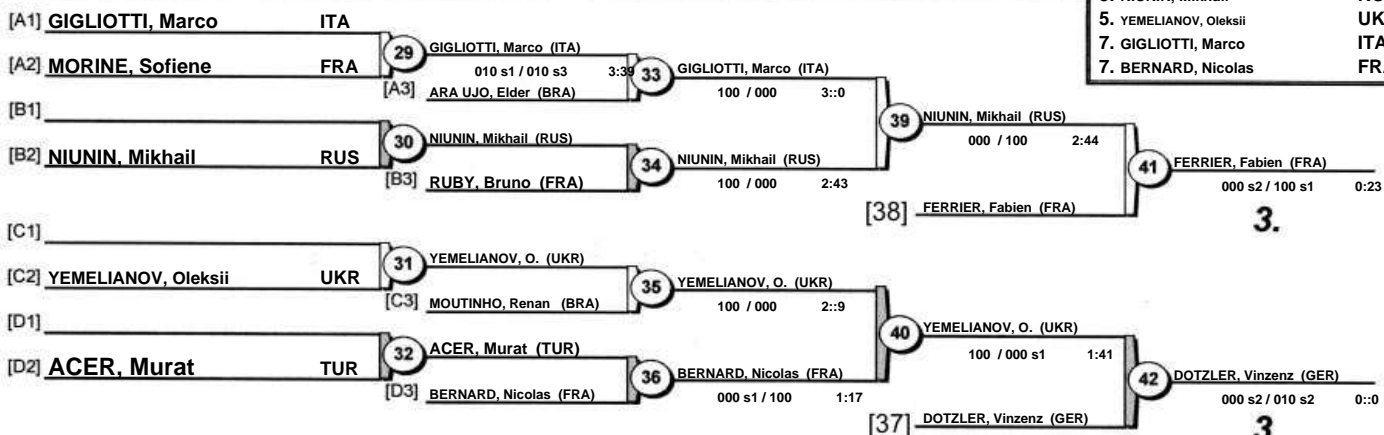 5. YEMELIANOV, Oleksii UK
7. GIGLIOTTI, Marco ITA
7. BERNARD, Nicolas FR
[A1] GIGLIOTTI, Marco ITA
[A2] MORINE, Sofiene FRA
29
GIGLIOTTI, Marco (ITA)
010 s1 / 010 s3 3:39
[A3] ARA UJO, Elder (BRA)
33
GIGLIOTTI, Marco (ITA)
100 / 000 3::0
[B1]
[B2] NIUNIN, Mikhail RUS
30
NIUNIN, Mikhail (RUS)
[B3] RUBY, Bruno (FRA)
34
NIUNIN, Mikhail (RUS)
100 / 000 2:43
39
NIUNIN, Mikhail (RUS)
000 / 100 2:44
[38] FERRIER, Fabien (FRA)
41
FERRIER, Fabien (FRA)
000 s2 / 100 s1 0:23
3.
[C1]
[C2] YEMELIANOV, Oleksii UKR
31
YEMELIANOV, O. (UKR)
[C3] MOUTINHO, Renan (BRA)
35
YEMELIANOV, O. (UKR)
100 / 000 2::9
[D1]
[D2] ACER, Murat TUR
32
ACER, Murat (TUR)
[D3] BERNARD, Nicolas (FRA)
36
BERNARD, Nicolas (FRA)
000 s1 / 100 1:17
40
YEMELIANOV, O. (UKR)
100 / 000 s1 1:41
[37] DOTZLER, Vinzenz (GER)
42
DOTZLER, Vinzenz (GER)
000 s2 / 010 s2 0::0
3